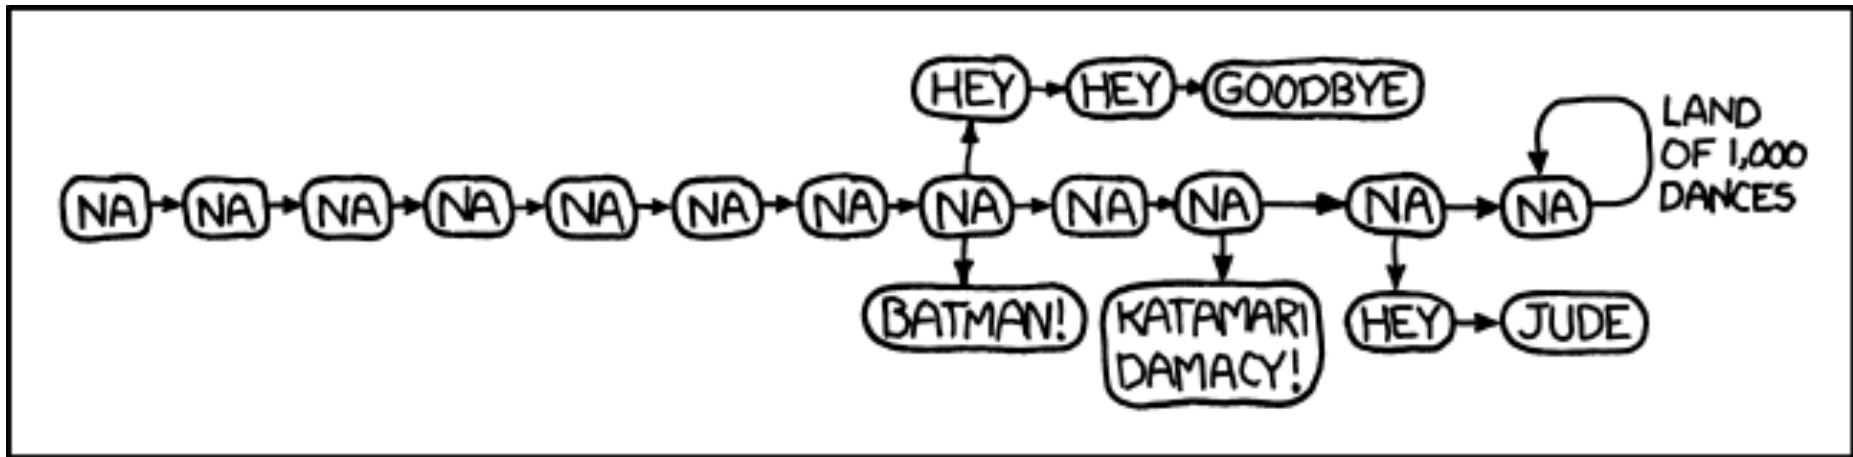 HEY HEY GOODBYE
LAND
OF 1,000
DANCES
NA NA NA NA NA NA NA NA NA NA NA NA
BATMAN!
KATAMARI
DAMACY!
HEY JUDE